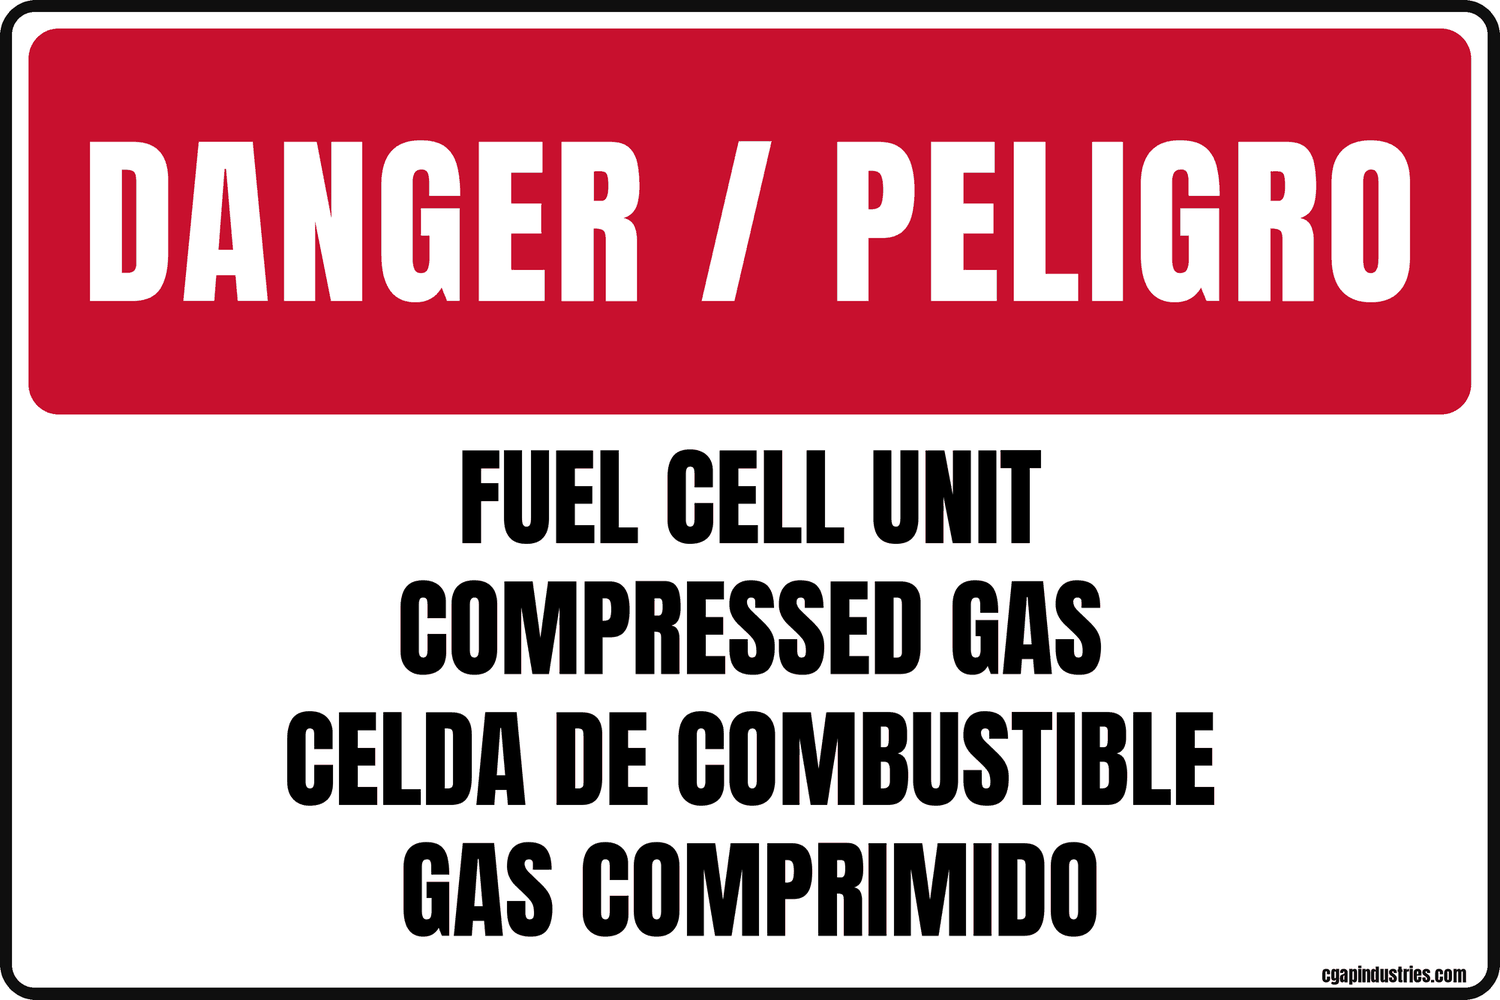 DANGER / PELIGRO
FUEL CELL UNIT
COMPRESSED GAS
CELDA DE COMBUSTIBLE
GAS COMPRIMIDO
cgapindustries.com